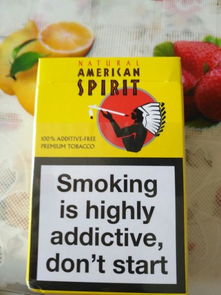 NATURAL
AMERICAN
SPIRIT
100% ADDITIVE-FREE
PREMIUM TOBACCO
Smoking
is highly
addictive,
don't start